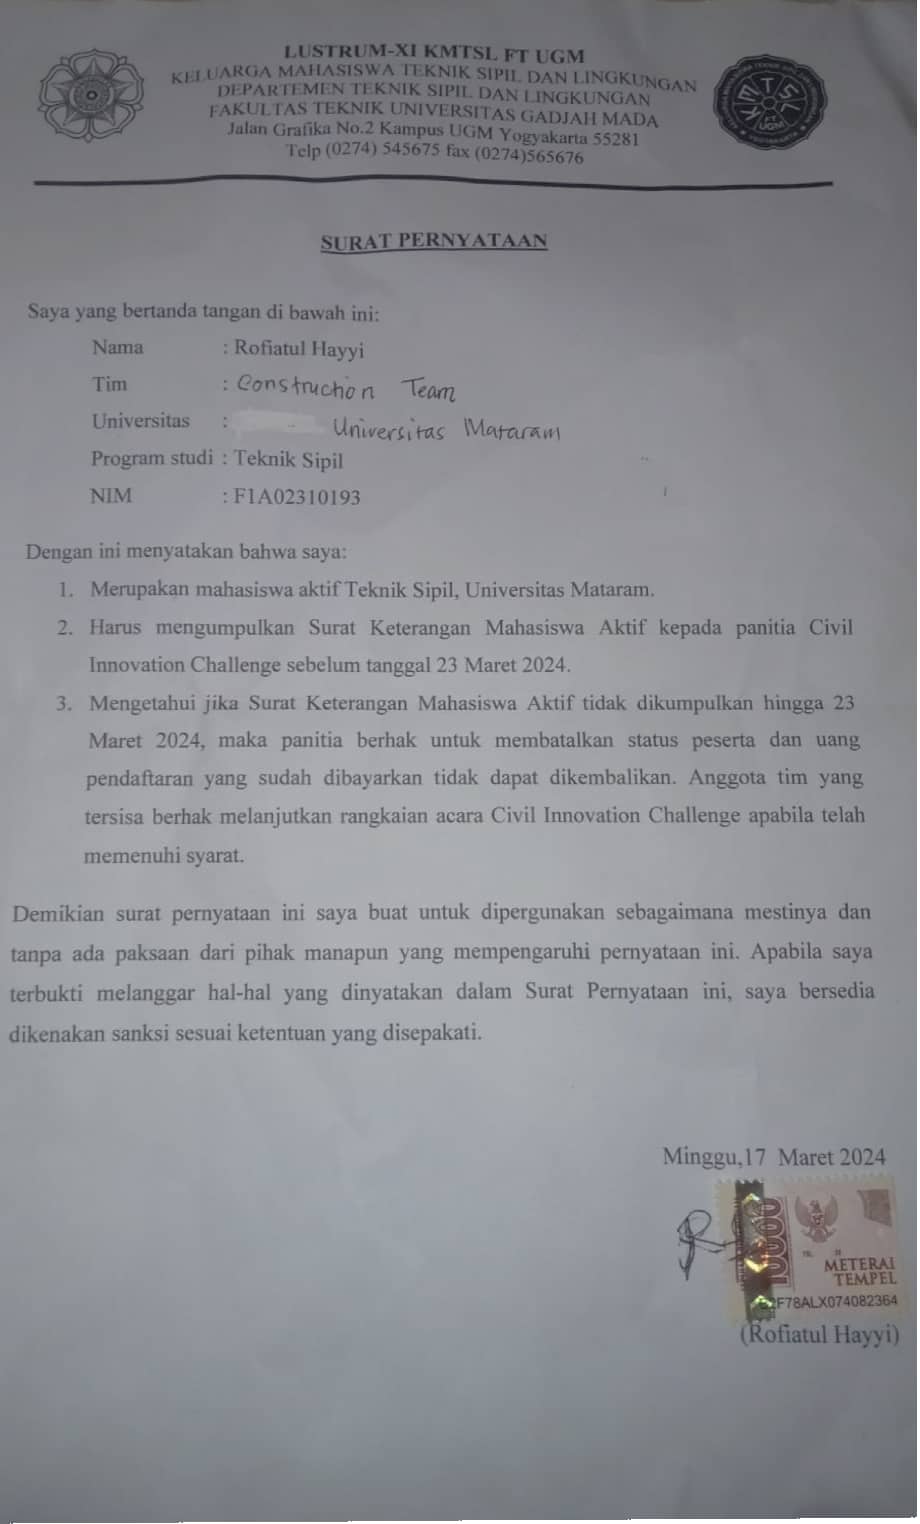 LUSTRUM-XI KMTSL FT UGM
KELUARGA MAHASISWA TEKNIK SIPIL DAN LINGKUNGAN
DEPARTEMEN TEKNIK SIPIL DAN LINGKUNGAN
FAKULTAS TEKNIK UNIVERSITAS GADJAH MADA
Jalan Grafika No.2 Kampus UGM Yogyakarta 55281
Telp (0274) 545675 fax (0274)565676
KMTSL
FT
UGM
SURAT PERNYATAAN
Saya yang bertanda tangan di bawah ini:
Nama : Rofiatul Hayyi
Tim : Construction Team
Universitas : Universitas Mataram
Program studi : Teknik Sipil
NIM : F1A02310193
Dengan ini menyatakan bahwa saya:
1. Merupakan mahasiswa aktif Teknik Sipil, Universitas Mataram.
2. Harus mengumpulkan Surat Keterangan Mahasiswa Aktif kepada panitia Civil
Innovation Challenge sebelum tanggal 23 Maret 2024.
3. Mengetahui jika Surat Keterangan Mahasiswa Aktif tidak dikumpulkan hingga 23
Maret 2024, maka panitia berhak untuk membatalkan status peserta dan uang
pendaftaran yang sudah dibayarkan tidak dapat dikembalikan. Anggota tim yang
tersisa berhak melanjutkan rangkaian acara Civil Innovation Challenge apabila telah
memenuhi syarat.
Demikian surat pernyataan ini saya buat untuk dipergunakan sebagaimana mestinya dan
tanpa ada paksaan dari pihak manapun yang mempengaruhi pernyataan ini. Apabila saya
terbukti melanggar hal-hal yang dinyatakan dalam Surat Pernyataan ini, saya bersedia
dikenakan sanksi sesuai ketentuan yang disepakati.
Minggu,17 Maret 2024
10000
METERAI
TEMPEL
F78ALX074082364
(Rofiatul Hayyi)